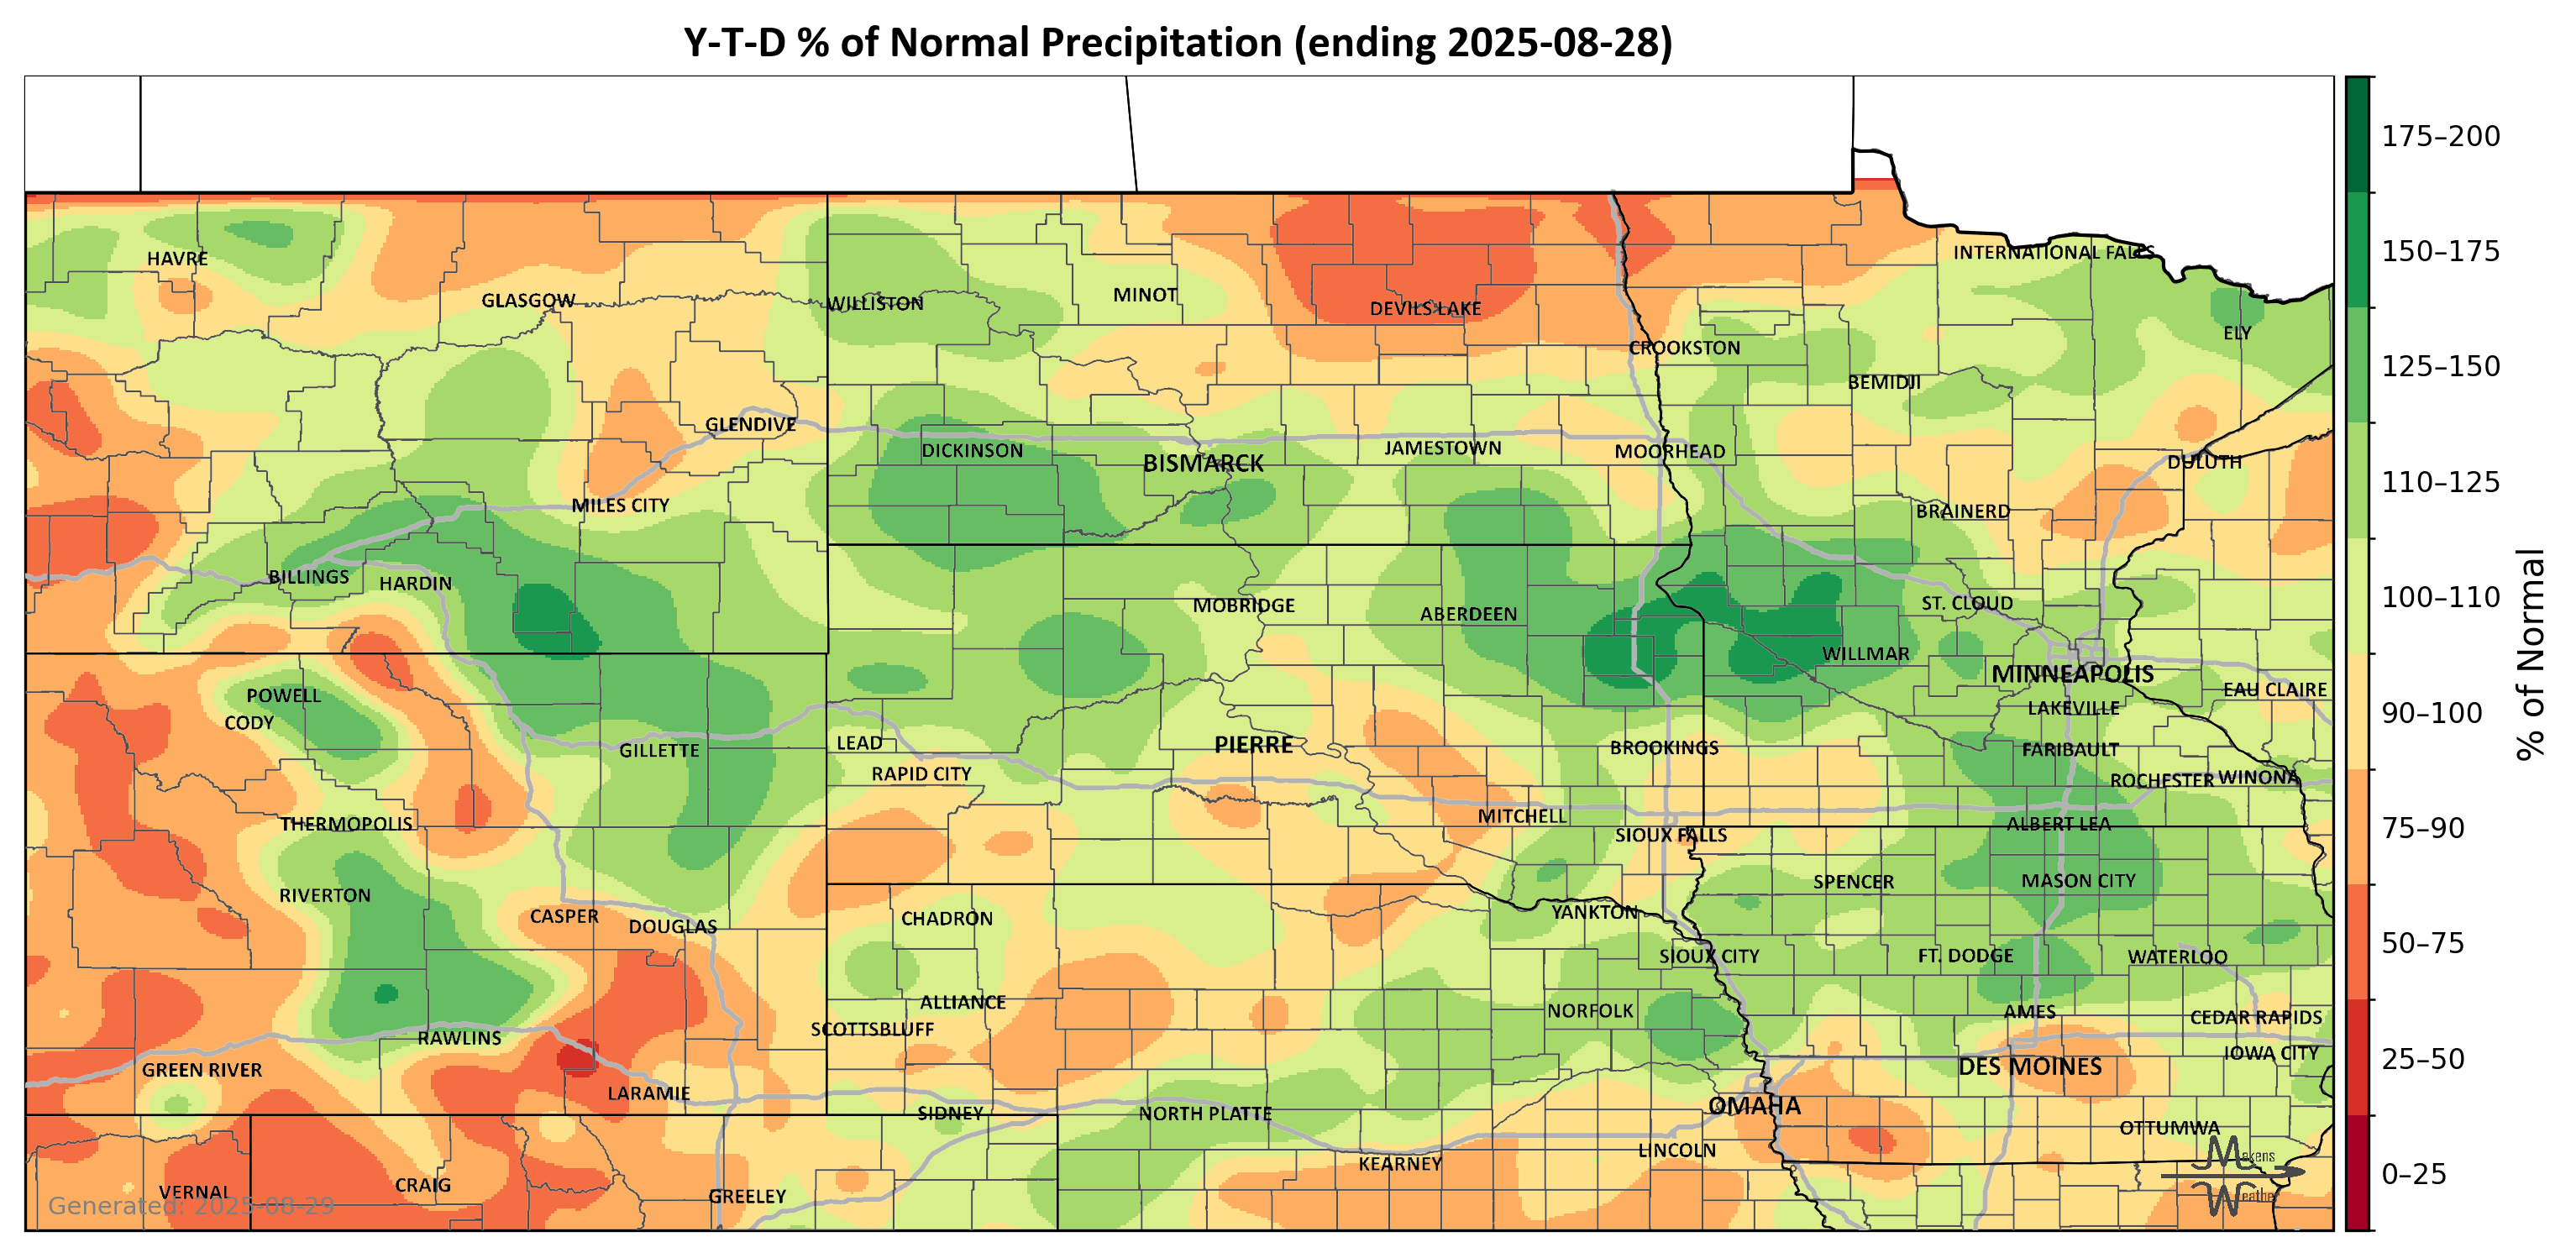 Y-T-D % of Normal Precipitation (ending 2025-08-28)
175–200
150–175
125–150
110–125
100–110
90–100
75–90
50–75
25–50
0–25
% of Normal
INTERNATIONAL FALLS
HAVRE
GLASGOW
WILLISTON
MINOT
DEVILS LAKE
ELY
CROOKSTON
BEMIDJI
GLENDIVE
DICKINSON
BISMARCK
JAMESTOWN
MOORHEAD
DULUTH
MILES CITY
BRAINERD
BILLINGS
HARDIN
MOBRIDGE
ABERDEEN
ST. CLOUD
WILLMAR
MINNEAPOLIS
POWELL
EAU CLAIRE
CODY
LAKEVILLE
GILLETTE
LEAD
PIERRE
BROOKINGS
FARIBAULT
RAPID CITY
ROCHESTER
WINONA
THERMOPOLIS
MITCHELL
ALBERT LEA
SIOUX FALLS
RIVERTON
SPENCER
MASON CITY
CASPER
DOUGLAS
CHADRON
YANKTON
SIOUX CITY
FT. DODGE
WATERLOO
ALLIANCE
NORFOLK
AMES
CEDAR RAPIDS
SCOTTSBLUFF
RAWLINS
IOWA CITY
GREEN RIVER
DES MOINES
LARAMIE
OMAHA
SIDNEY
NORTH PLATTE
OTTUMWA
LINCOLN
KEARNEY
VERNAL
CRAIG
GREELEY
Makens
Weather
Generated: 2025-08-29